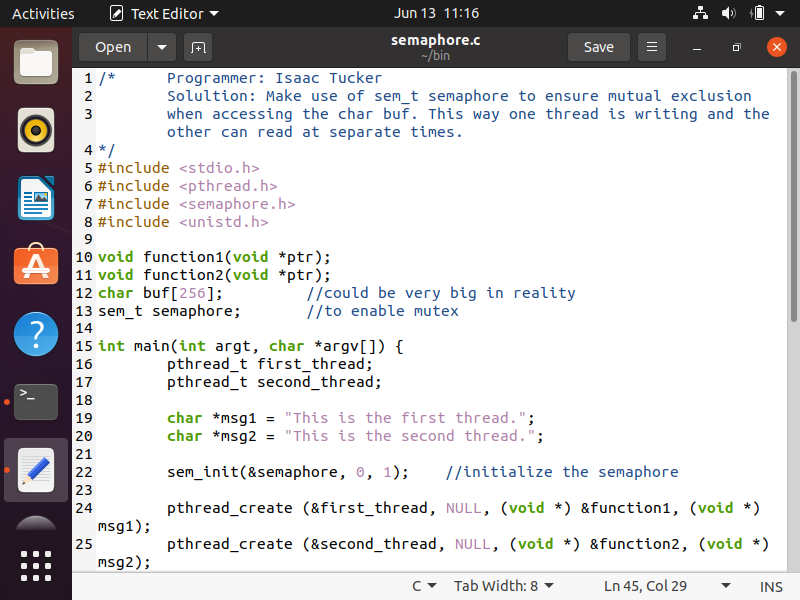 Activities Text Editor Jun 13 11:16
Open semaphore.c Save
~/bin
1 /* Programmer: Isaac Tucker
2 Solultion: Make use of sem_t semaphore to ensure mutual exclusion
3 when accessing the char buf. This way one thread is writing and the
other can read at separate times.
4 */
5 #include <stdio.h>
6 #include <pthread.h>
7 #include <semaphore.h>
8 #include <unistd.h>
9
10 void function1(void *ptr);
11 void function2(void *ptr);
12 char buf[256]; //could be very big in reality
13 sem_t semaphore; //to enable mutex
14
15 int main(int argt, char *argv[]) {
16 pthread_t first_thread;
17 pthread_t second_thread;
18
19 char *msg1 = "This is the first thread.";
20 char *msg2 = "This is the second thread.";
21
22 sem_init(&semaphore, 0, 1); //initialize the semaphore
23
24 pthread_create (&first_thread, NULL, (void *) &function1, (void *)
msg1);
25 pthread_create (&second_thread, NULL, (void *) &function2, (void *)
msg2);
C Tab Width: 8 Ln 45, Col 29 INS